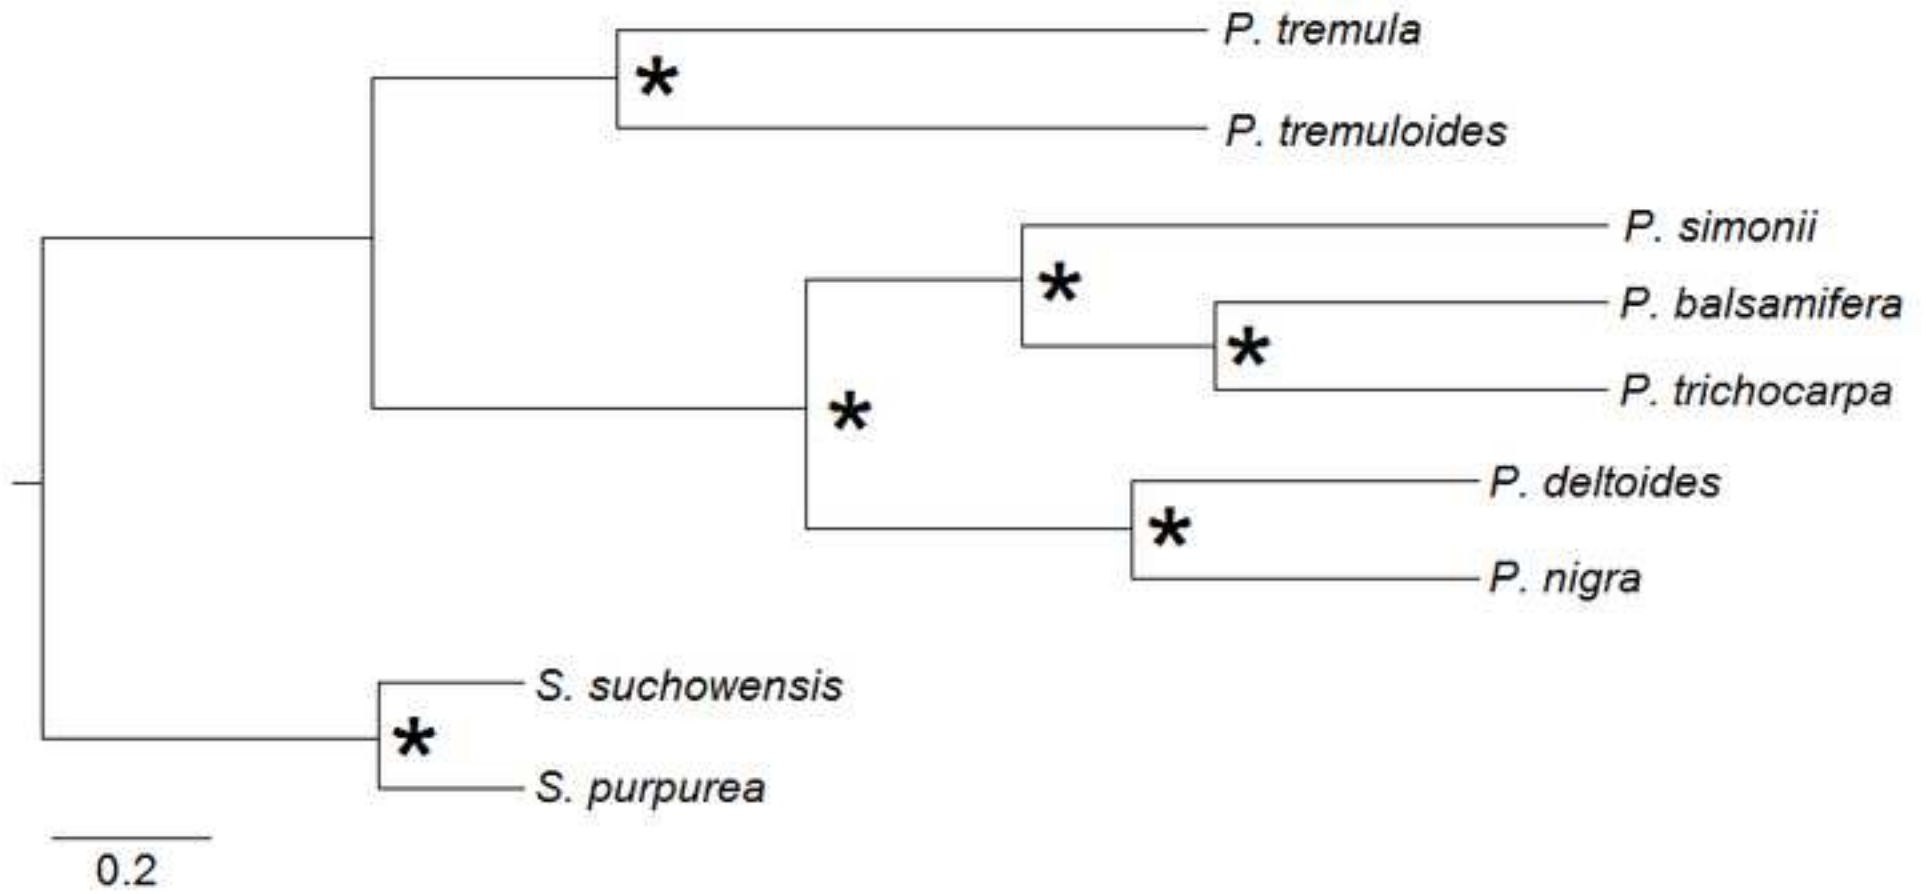 P. tremula
*
P. tremuloides
P. simonii
*
P. balsamifera
*
P. trichocarpa
*
P. deltoides
*
P. nigra
S. suchowensis
*
S. purpurea
0.2